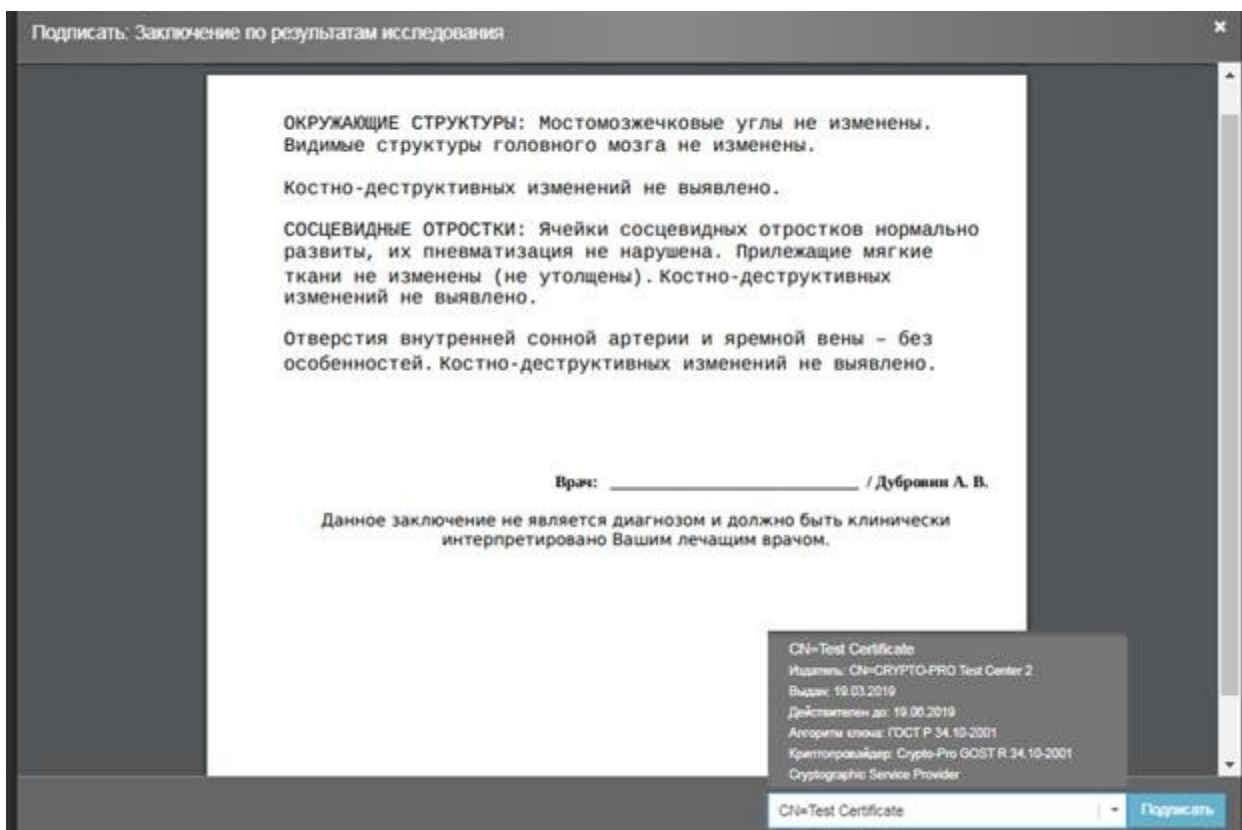 Подписать: Заключение по результатам исследования
ОКРУЖАЮЩИЕ СТРУКТУРЫ: Мостомозжечковые углы не изменены.
Видимые структуры головного мозга не изменены.
Костно-деструктивных изменений не выявлено.
СОСЦЕВИДНЫЕ ОТРОСТКИ: Ячейки сосцевидных отростков нормально
развиты, их пневматизация не нарушена. Прилежащие мягкие
ткани не изменены (не утолщены). Костно-деструктивных
изменений не выявлено.
Отверстия внутренней сонной артерии и яремной вены – без
особенностей. Костно-деструктивных изменений не выявлено.
Врач: / Дубровин А. В.
Данное заключение не является диагнозом и должно быть клинически
интерпретировано Вашим лечащим врачом.
CN=Test Certificate
Издатель: CN=CRYPTO-PRO Test Center 2
Выдан: 19.03.2019
Действителен до: 19.06.2019
Алгоритм ключа: ГОСТ Р 34.10-2001
Криптопровайдер: Crypto-Pro GOST R 34.10-2001
Cryptographic Service Provider
CN=Test Certificate
Подписать